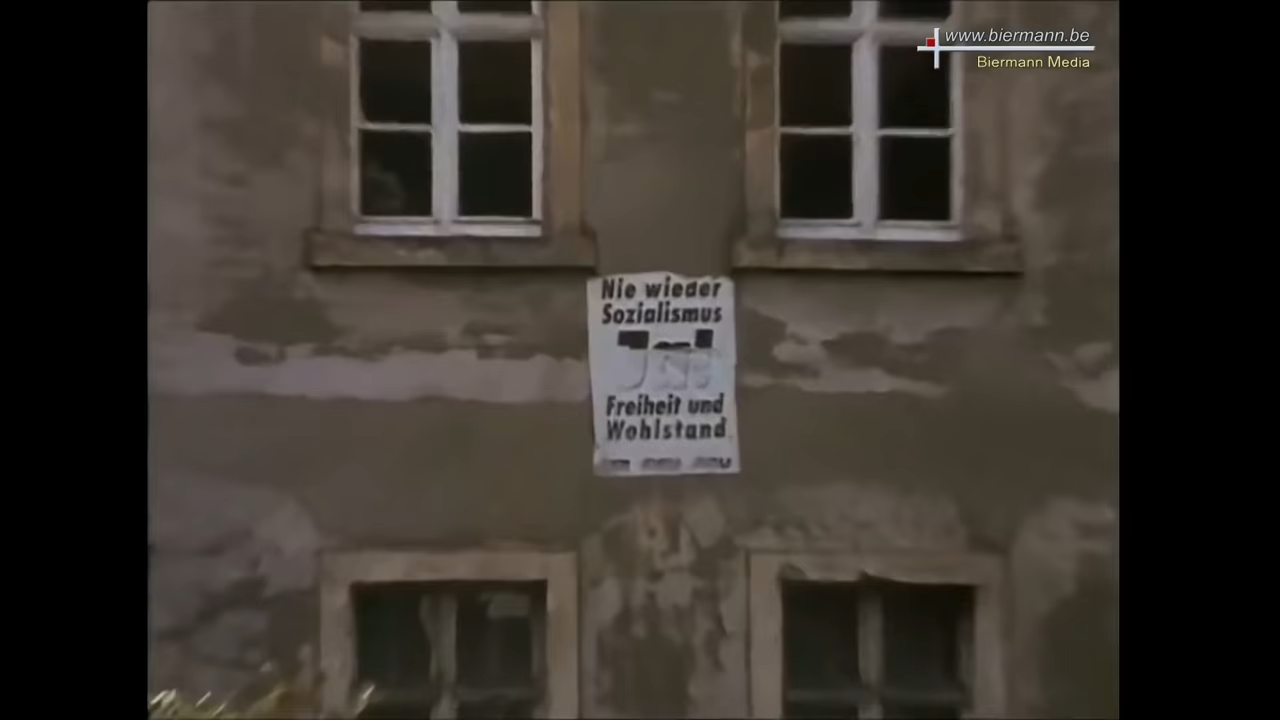 www.biermann.be
Biermann Media
Nie wieder
Sozialismus
Freiheit und
Wohlstand